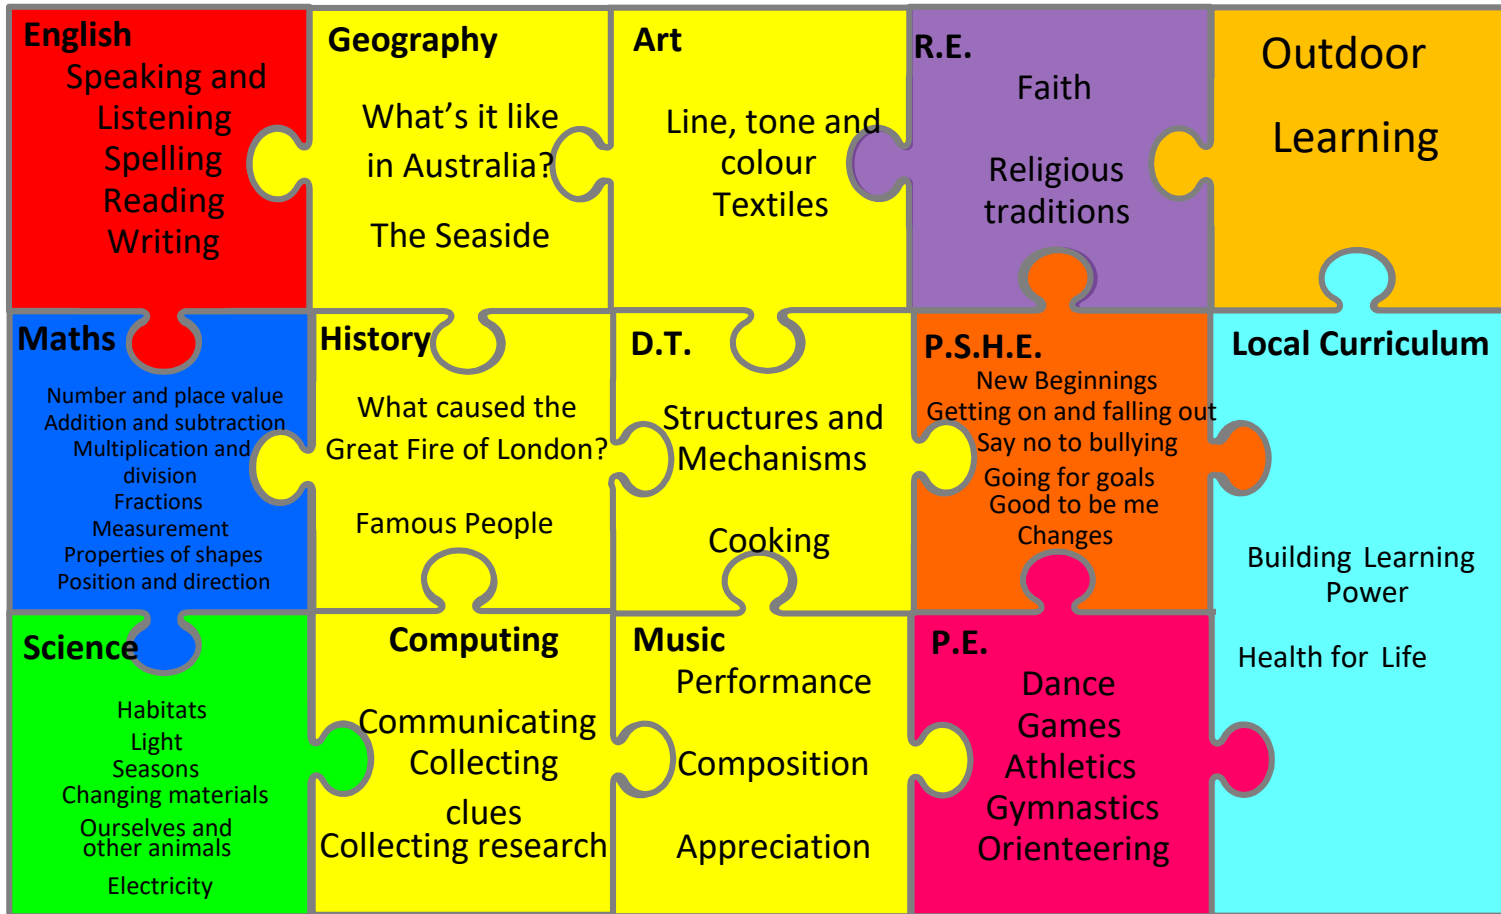 English
Speaking and
Listening
Spelling
Reading
Writing
Geography
What's it like
in Australia?
The Seaside
Art
Line, tone and
colour
Textiles
R.E.
Faith
Religious
traditions
Outdoor
Learning
Maths
Number and place value
Addition and subtraction
Multiplication and
division
Fractions
Measurement
Properties of shapes
Position and direction
History
What caused the
Great Fire of London?
Famous People
D.T.
Structures and
Mechanisms
Cooking
P.S.H.E.
New Beginnings
Getting on and falling out
Say no to bullying
Going for goals
Good to be me
Changes
Local Curriculum
Building Learning
Power
Health for Life
Science
Habitats
Light
Seasons
Changing materials
Ourselves and
other animals
Electricity
Computing
Communicating
Collecting
clues
Collecting research
Music
Performance
Composition
Appreciation
P.E.
Dance
Games
Athletics
Gymnastics
Orienteering